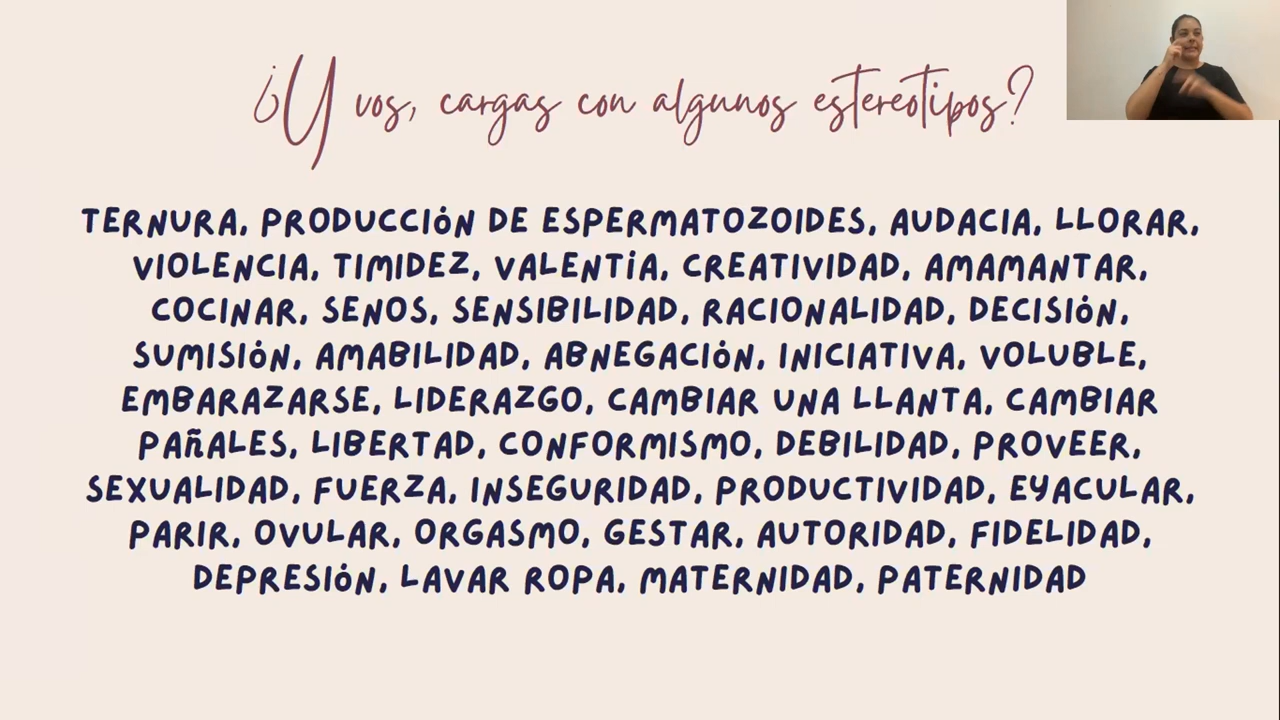 ¿Y vos, cargas con algunos estereotipos?
TERNURA, PRODUCCIÓN DE ESPERMATOZOIDES, AUDACIA, LLORAR,
VIOLENCIA, TIMIDEZ, VALENTÍA, CREATIVIDAD, AMAMANTAR,
COCINAR, SENOS, SENSIBILIDAD, RACIONALIDAD, DECISIÓN,
SUMISIÓN, AMABILIDAD, ABNEGACIÓN, INICIATIVA, VOLUBLE,
EMBARAZARSE, LIDERAZGO, CAMBIAR UNA LLANTA, CAMBIAR
PAÑALES, LIBERTAD, CONFORMISMO, DEBILIDAD, PROVEER,
SEXUALIDAD, FUERZA, INSEGURIDAD, PRODUCTIVIDAD, EYACULAR,
PARIR, OVULAR, ORGASMO, GESTAR, AUTORIDAD, FIDELIDAD,
DEPRESIÓN, LAVAR ROPA, MATERNIDAD, PATERNIDAD